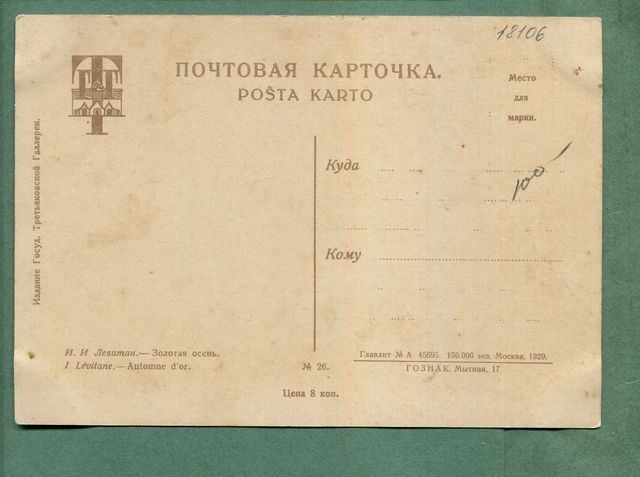 18106
ПОЧТОВАЯ КАРТОЧКА.
POŜTA KARTO
Место
для
марки.
Издание Госуд. Третьяковской Галлереи.
Куда
100
Кому
И. И Левитан.— Золотая осень.
I Lévitane.— Automne d'or.
№ 26.
Главлит № А 45695. 150.000 экз. Москва, 1929.
ГОЗНАК. Мытная, 17
Цена 8 коп.